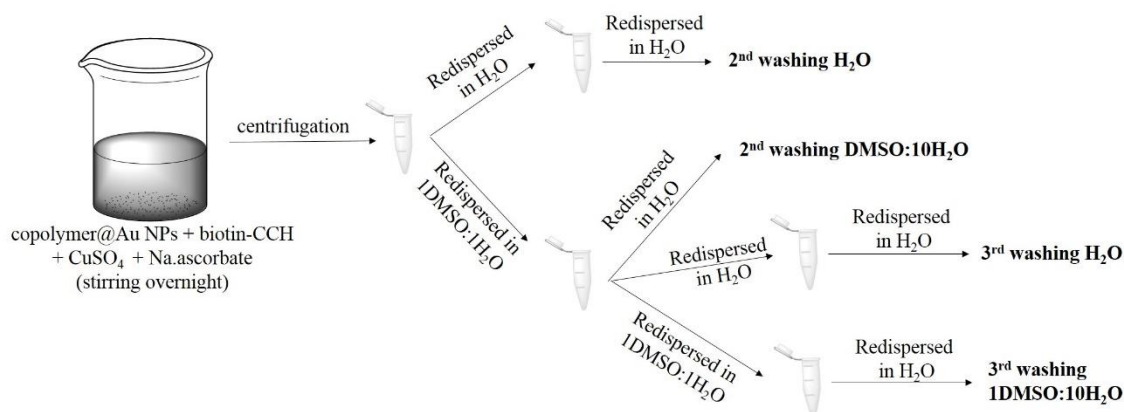 centrifugation
copolymer@Au NPs + biotin-CCH
+ CuSO₄ + Na.ascorbate
(stirring overnight)
Redispersed
in H₂O
Redispersed
in H₂O
2ⁿᵈ washing H₂O
Redispersed in
1DMSO:1H₂O
Redispersed
in H₂O
2ⁿᵈ washing DMSO:10H₂O
Redispersed
in H₂O
Redispersed
in H₂O
3ʳᵈ washing H₂O
Redispersed in
1DMSO:1H₂O
Redispersed
in H₂O
3ʳᵈ washing
1DMSO:10H₂O